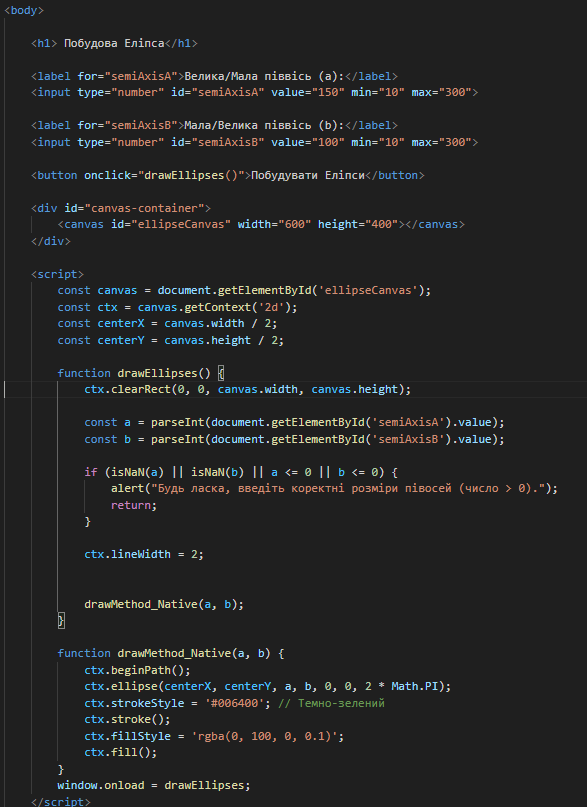 <body>
<h1> Побудова Еліпса</h1>
<label for="semiAxisA">Велика/Мала піввісь (a):</label>
<input type="number" id="semiAxisA" value="150" min="10" max="300">
<label for="semiAxisB">Мала/Велика піввісь (b):</label>
<input type="number" id="semiAxisB" value="100" min="10" max="300">
<button onclick="drawEllipses()">Побудувати Еліпси</button>
<div id="canvas-container">
<canvas id="ellipseCanvas" width="600" height="400"></canvas>
</div>
<script>
const canvas = document.getElementById('ellipseCanvas');
const ctx = canvas.getContext('2d');
const centerX = canvas.width / 2;
const centerY = canvas.height / 2;
function drawEllipses() {
ctx.clearRect(0, 0, canvas.width, canvas.height);
const a = parseInt(document.getElementById('semiAxisA').value);
const b = parseInt(document.getElementById('semiAxisB').value);
if (isNaN(a) || isNaN(b) || a <= 0 || b <= 0) {
alert("Будь ласка, введіть коректні розміри півосей (число > 0).");
return;
}
ctx.lineWidth = 2;
drawMethod_Native(a, b);
}
function drawMethod_Native(a, b) {
ctx.beginPath();
ctx.ellipse(centerX, centerY, a, b, 0, 0, 2 * Math.PI);
ctx.strokeStyle = '#006400'; // Темно-зелений
ctx.stroke();
ctx.fillStyle = 'rgba(0, 100, 0, 0.1)';
ctx.fill();
}
window.onload = drawEllipses;
</script>